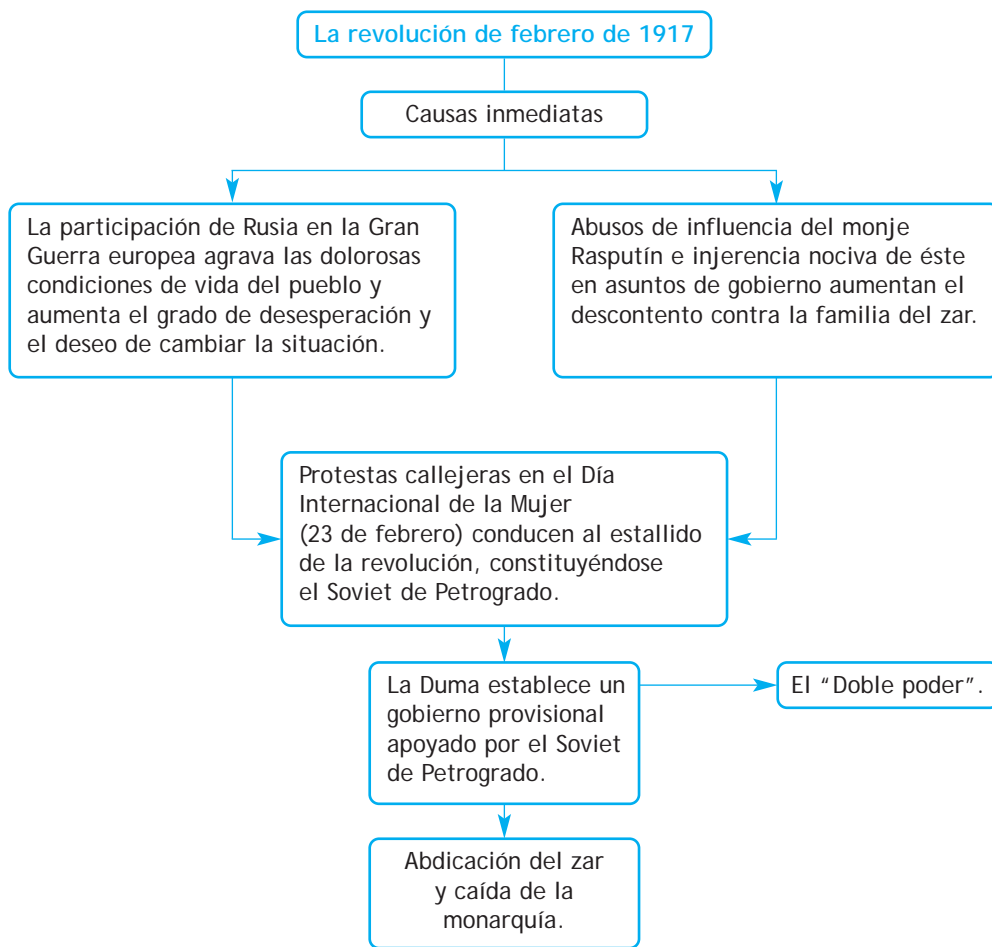 La revolución de febrero de 1917
Causas inmediatas
La participación de Rusia en la Gran
Guerra europea agrava las dolorosas
condiciones de vida del pueblo y
aumenta el grado de desesperación y
el deseo de cambiar la situación.
Abusos de influencia del monje
Rasputín e injerencia nociva de éste
en asuntos de gobierno aumentan el
descontento contra la familia del zar.
Protestas callejeras en el Día
Internacional de la Mujer
(23 de febrero) conducen al estallido
de la revolución, constituyéndose
el Soviet de Petrogrado.
La Duma establece un
gobierno provisional
apoyado por el Soviet
de Petrogrado.
El “Doble poder”.
Abdicación del zar
y caída de la
monarquía.